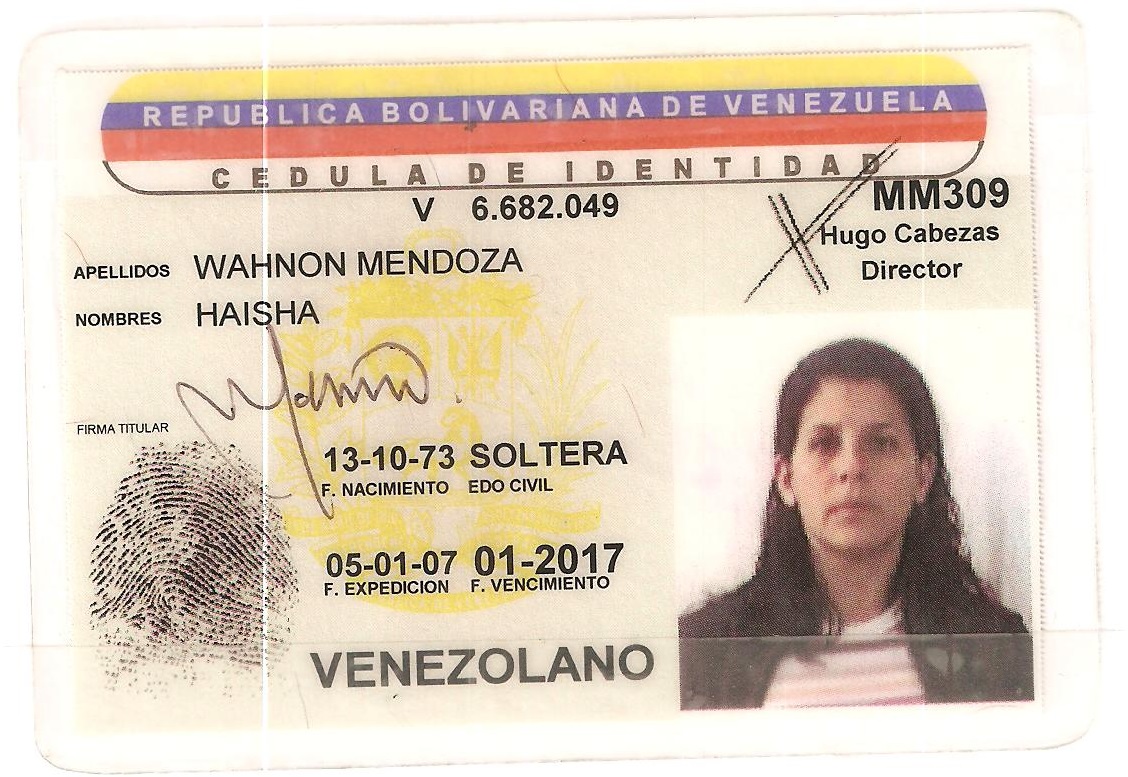 REPUBLICA BOLIVARIANA DE VENEZUELA
CEDULA DE IDENTIDAD
V 6.682.049
MM309
Hugo Cabezas
Director
APELLIDOS WAHNON MENDOZA
NOMBRES HAISHA
FIRMA TITULAR
13-10-73 SOLTERA
F. NACIMIENTO EDO CIVIL
05-01-07 01-2017
F. EXPEDICION F. VENCIMIENTO
VENEZOLANO